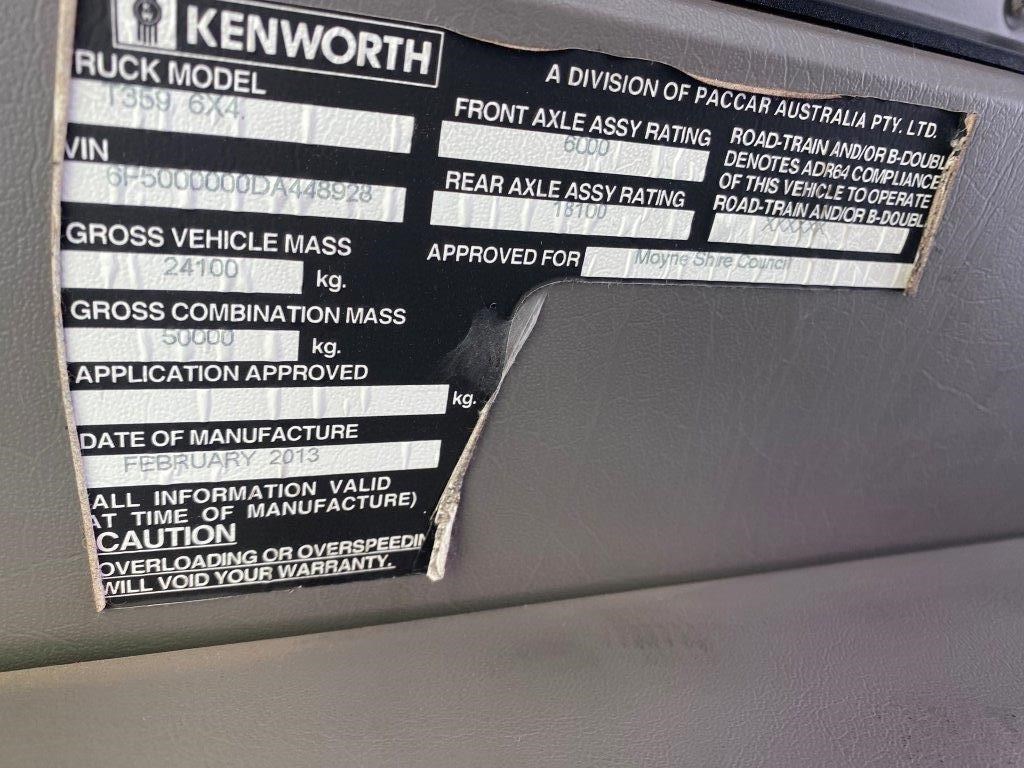 KENWORTH
A DIVISION OF PACCAR AUSTRALIA PTY. LTD.
RUCK MODEL
T359 6X4
VIN
6F5000000DA448928
GROSS VEHICLE MASS
24100 kg.
GROSS COMBINATION MASS
50000 kg.
APPLICATION APPROVED
kg.
DATE OF MANUFACTURE
FEBRUARY 2013
(ALL INFORMATION VALID
AT TIME OF MANUFACTURE)
CAUTION
OVERLOADING OR OVERSPEEDIN
WILL VOID YOUR WARRANTY.
FRONT AXLE ASSY RATING
6000
REAR AXLE ASSY RATING
18100
APPROVED FOR Moyne Shire Council
ROAD-TRAIN AND/OR B-DOUBL
DENOTES ADR64 COMPLIANCE
OF THIS VEHICLE TO OPERATE
ROAD-TRAIN AND/OR B-DOUBL
XXXXXX